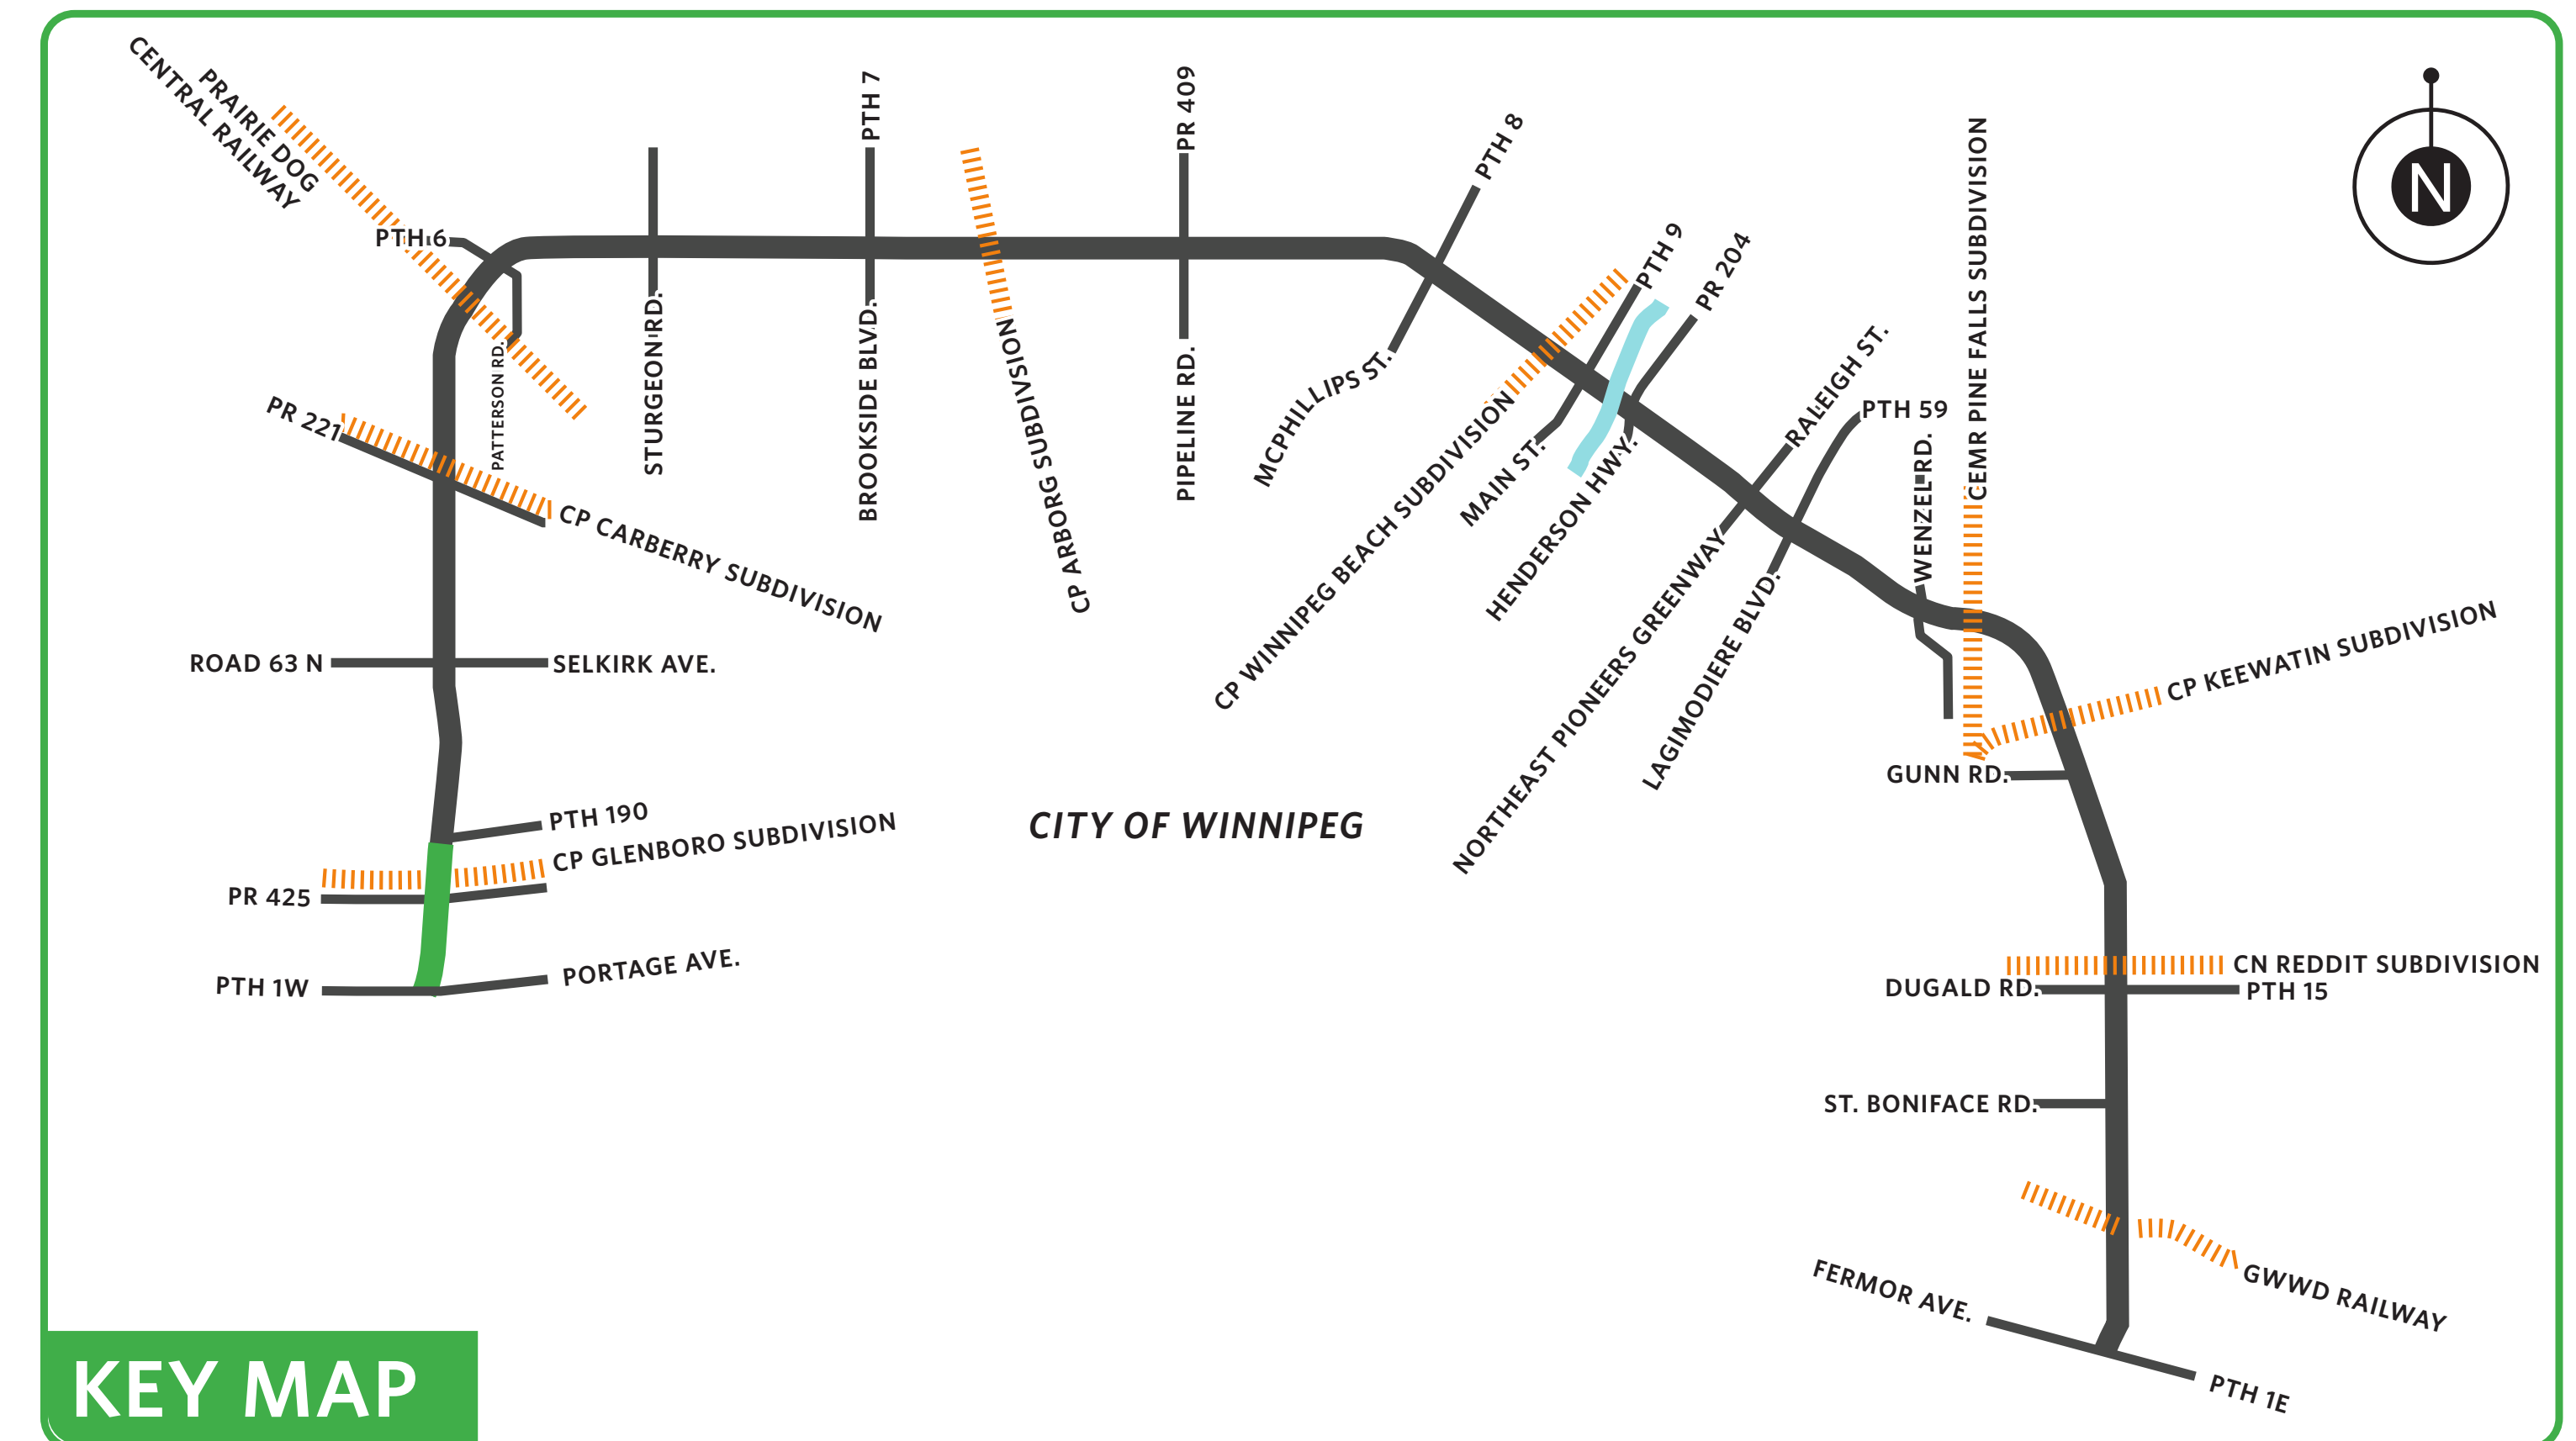 CENTRAL RAILWAY
PRAIRIE DOG
PTH 6
PATTERSON RD.
STURGEON RD.
PTH 7
BROOKSIDE BLVD.
CP ARBORG SUBDIVISION
PR 409
PIPELINE RD.
PTH 8
MCPHILLIPS ST.
CP WINNIPEG BEACH SUBDIVISION
PTH 9
MAIN ST.
PR 204
HENDERSON HWY.
RALEIGH ST.
NORTHEAST PIONEERS GREENWAY
PTH 59
LAGIMODIERE BLVD.
WENZEL RD.
CEMR PINE FALLS SUBDIVISION
N
PR 221
CP CARBERRY SUBDIVISION
ROAD 63 N
SELKIRK AVE.
CP KEEWATIN SUBDIVISION
GUNN RD.
PTH 190
CP GLENBORO SUBDIVISION
PR 425
CITY OF WINNIPEG
PTH 1W
PORTAGE AVE.
CN REDDIT SUBDIVISION
DUGALD RD.
PTH 15
ST. BONIFACE RD.
GWWD RAILWAY
FERMOR AVE.
PTH 1E
KEY MAP